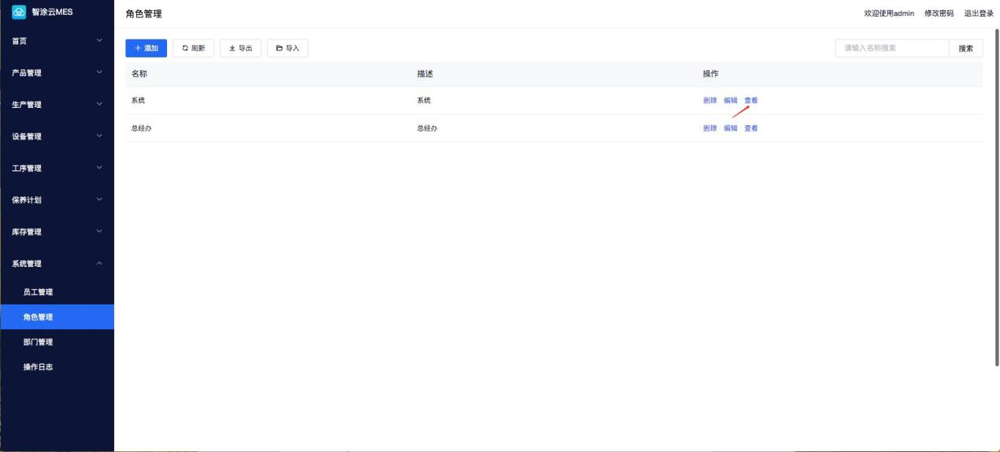 智涂云MES
角色管理
欢迎使用admin 修改密码 退出登录
首页
添加 刷新 导出 导入
请输入名称搜索 搜索
产品管理
名称 描述 操作
生产管理
系统 系统 删除 编辑 查看
总经办 总经办 删除 编辑 查看
设备管理
工序管理
保养计划
库存管理
系统管理
员工管理
角色管理
部门管理
操作日志